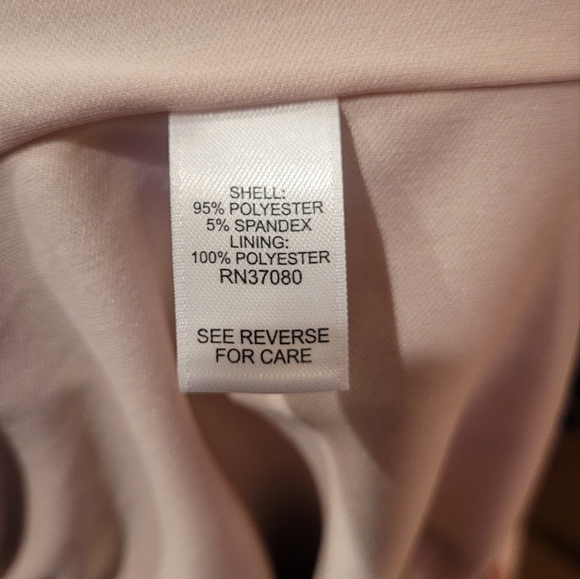 SHELL:
95% POLYESTER
5% SPANDEX
LINING:
100% POLYESTER
RN37080
SEE REVERSE
FOR CARE